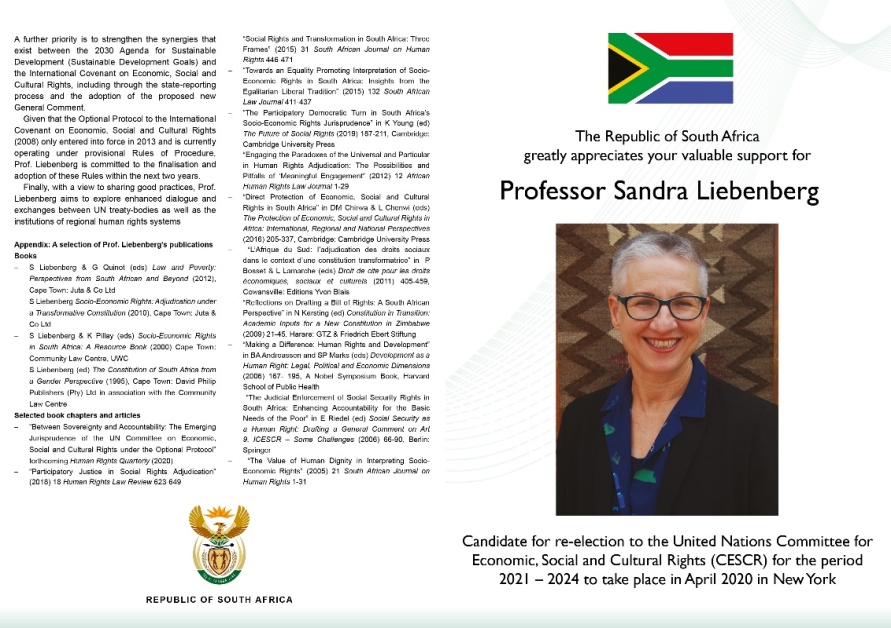 A further priority is to strengthen the synergies that
exist between the 2030 Agenda for Sustainable
Development (Sustainable Development Goals) and
the International Covenant on Economic, Social and
Cultural Rights, including through the state-reporting
process and the adoption of the proposed new
General Comment.
Given that the Optional Protocol to the International
Covenant on Economic, Social and Cultural Rights
(2008) only entered into force in 2013 and is currently
operating under provisional Rules of Procedure,
Prof. Liebenberg is committed to the finalisation and
adoption of these Rules within the next two years.
Finally, with a view to sharing good practices, Prof.
Liebenberg aims to explore enhanced dialogue and
exchanges between UN treaty-bodies as well as the
institutions of regional human rights systems
Appendix: A selection of Prof. Liebenberg's publications
Books
– S Liebenberg & G Quinot (eds) Law and Poverty:
Perspectives from South African and Beyond (2012),
Cape Town: Juta & Co Ltd
S Liebenberg Socio-Economic Rights: Adjudication under
a Transformative Constitution (2010), Cape Town: Juta &
Co Ltd
– S Liebenberg & K Pillay (eds) Socio-Economic Rights
in South Africa: A Resource Book (2000) Cape Town:
Community Law Centre, UWC
S Liebenberg (ed) The Constitution of South Africa from
a Gender Perspective (1995), Cape Town: David Philip
Publishers (Pty) Ltd in association with the Community
Law Centre
Selected book chapters and articles
– "Between Sovereignty and Accountability: The Emerging
Jurisprudence of the UN Committee on Economic,
Social and Cultural Rights under the Optional Protocol"
forthcoming Human Rights Quarterly (2020)
– "Participatory Justice in Social Rights Adjudication"
(2018) 18 Human Rights Law Review 623 649
"Social Rights and Transformation in South Africa: Three
Frames" (2015) 31 South African Journal on Human
Rights 446 471
– "Towards an Equality Promoting Interpretation of Socio-
Economic Rights in South Africa: Insights from the
Egalitarian Liberal Tradition" (2015) 132 South African
Law Journal 411-437
– "The Participatory Democratic Turn in South Africa's
Socio-Economic Rights Jurisprudence" in K Young (ed)
The Future of Social Rights (2019) 187-211, Cambridge:
Cambridge University Press
"Engaging the Paradoxes of the Universal and Particular
in Human Rights Adjudication: The Possibilities and
Pitfalls of 'Meaningful Engagement" (2012) 12 African
Human Rights Law Journal 1-29
– "Direct Protection of Economic, Social and Cultural
Rights in South Africa" in DM Chirwa & L Chenwi (eds)
The Protection of Economic, Social and Cultural Rights in
Africa: International, Regional and National Perspectives
(2016) 205-337, Cambridge: Cambridge University Press
– "L'Afrique du Sud: l'adjudication des droits sociaux
dans le context d'une constitution transformatice" in P
Bosset & L Lamarche (eds) Droit de cite pour les droits
économiques, sociaux et culturels (2011) 405-459,
Cowansville: Editions Yvon Blais
"Reflections on Drafting a Bill of Rights: A South African
Perspective" in N Kersting (ed) Constitution in Transition:
Academic Inputs for a New Constitution in Zimbabwe
(2009) 21-45, Harare: GTZ & Friedrich Ebert Stiftung
– "Making a Difference: Human Rights and Development"
in BA Andreasson and SP Marks (eds) Development as a
Human Right: Legal, Political and Economic Dimensions
(2006) 167- 195, A Nobel Symposium Book, Harvard
School of Public Health
"The Judicial Enforcement of Social Security Rights in
South Africa: Enhancing Accountability for the Basic
Needs of the Poor" in E Riedel (ed) Social Security as
a Human Right: Drafting a General Comment on Art
9. ICESCR – Some Challenges (2006) 66-90, Berlin:
Springer
– "The Value of Human Dignity in Interpreting Socio-
Economic Rights" (2005) 21 South African Journal on
Human Rights 1-31
REPUBLIC OF SOUTH AFRICA
The Republic of South Africa
greatly appreciates your valuable support for
Professor Sandra Liebenberg
Candidate for re-election to the United Nations Committee for
Economic, Social and Cultural Rights (CESCR) for the period
2021 – 2024 to take place in April 2020 in New York